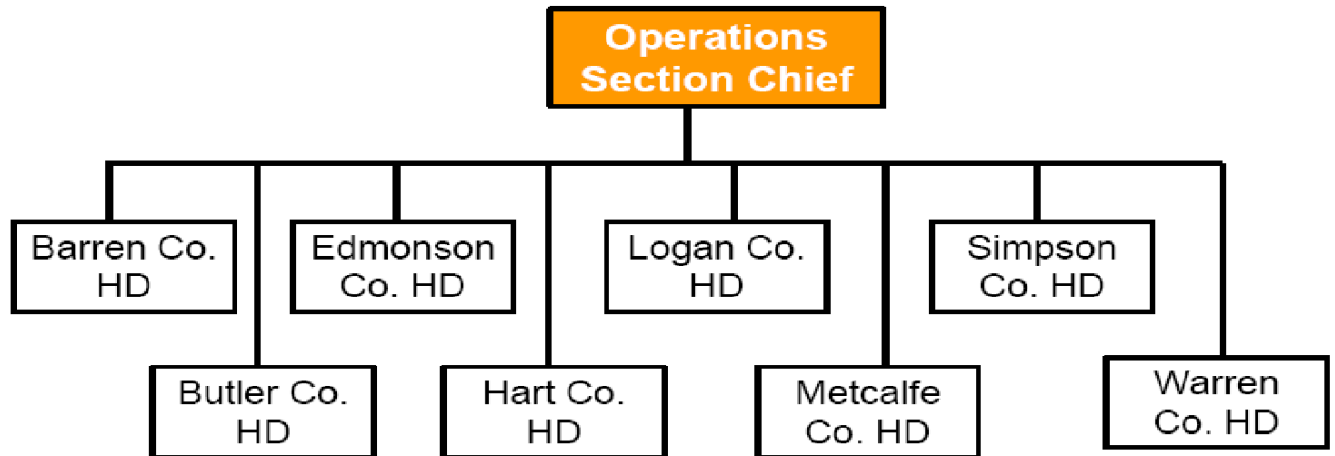 Operations
Section Chief
Barren Co.
HD
Edmonson
Co. HD
Logan Co.
HD
Simpson
Co. HD
Butler Co.
HD
Hart Co.
HD
Metcalfe
Co. HD
Warren
Co. HD